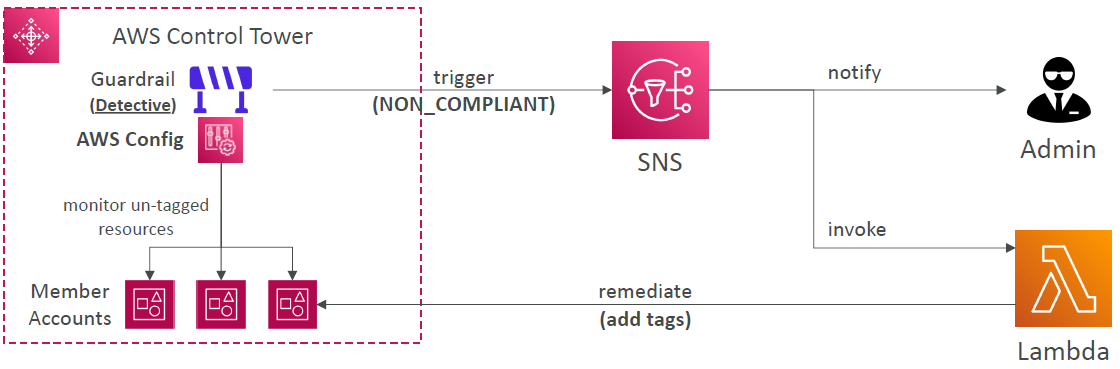 AWS Control Tower
Guardrail
(Detective)
AWS Config
monitor un-tagged
resources
Member
Accounts
trigger
(NON_COMPLIANT)
SNS
notify
Admin
invoke
remediate
(add tags)
Lambda